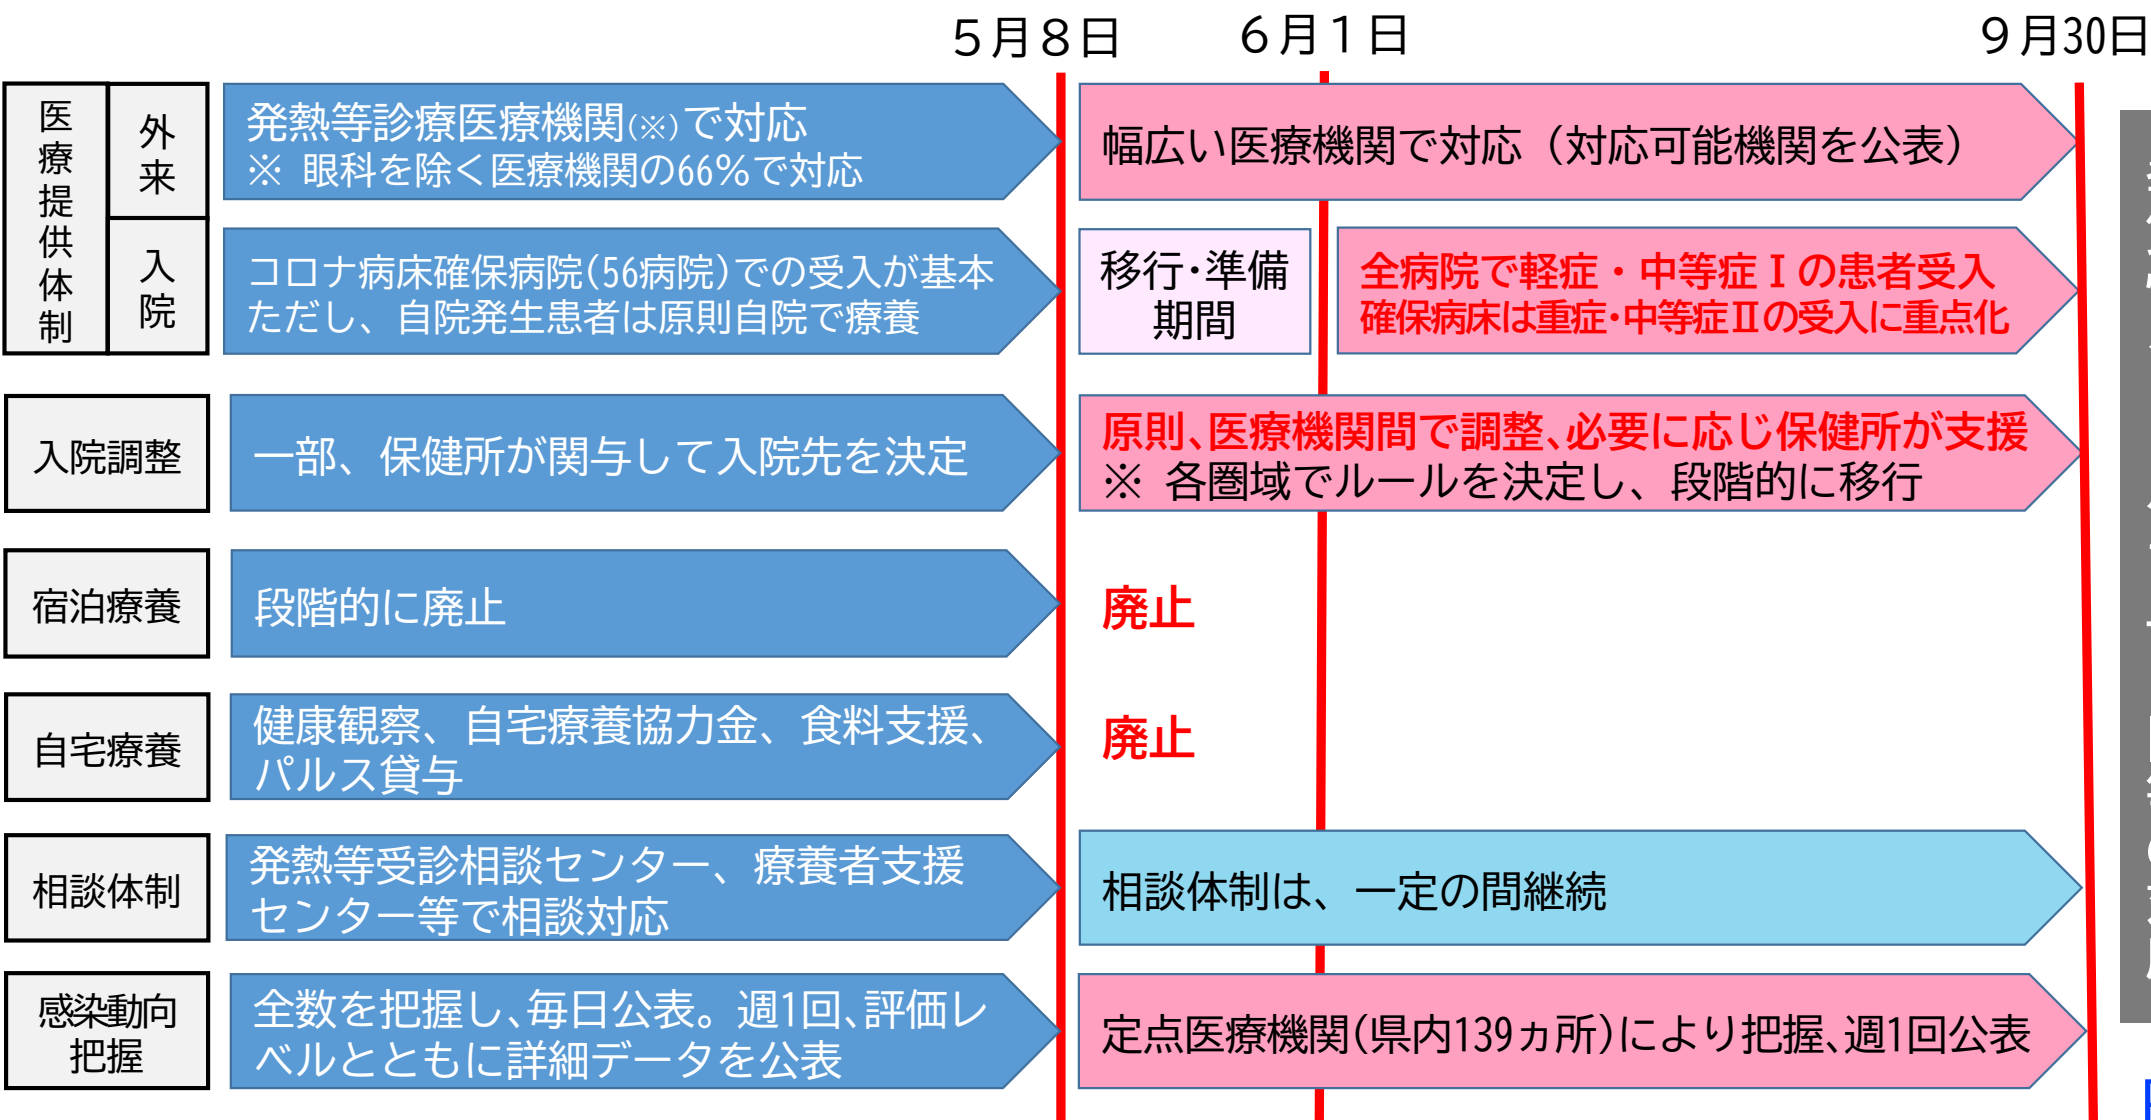 5月8日
6月1日
9月30日
医療提供体制
外来
発熱等診療医療機関(※)で対応
※ 眼科を除く医療機関の66%で対応
幅広い医療機関で対応（対応可能機関を公表）
入院
コロナ病床確保病院(56病院)での受入が基本
ただし、自院発生患者は原則自院で療養
移行・準備
期間
全病院で軽症・中等症Ⅰの患者受入
確保病床は重症・中等症Ⅱの受入に重点化
入院調整
一部、保健所が関与して入院先を決定
原則、医療機関間で調整、必要に応じ保健所が支援
※ 各圏域でルールを決定し、段階的に移行
宿泊療養
段階的に廃止
廃止
自宅療養
健康観察、自宅療養協力金、食料支援、
パルス貸与
廃止
相談体制
発熱等受診相談センター、療養者支援
センター等で相談対応
相談体制は、一定の間継続
感染動向
把握
全数を把握し、毎日公表。週1回、評価レ
ベルとともに詳細データを公表
定点医療機関(県内139ヵ所)により把握、週1回公表